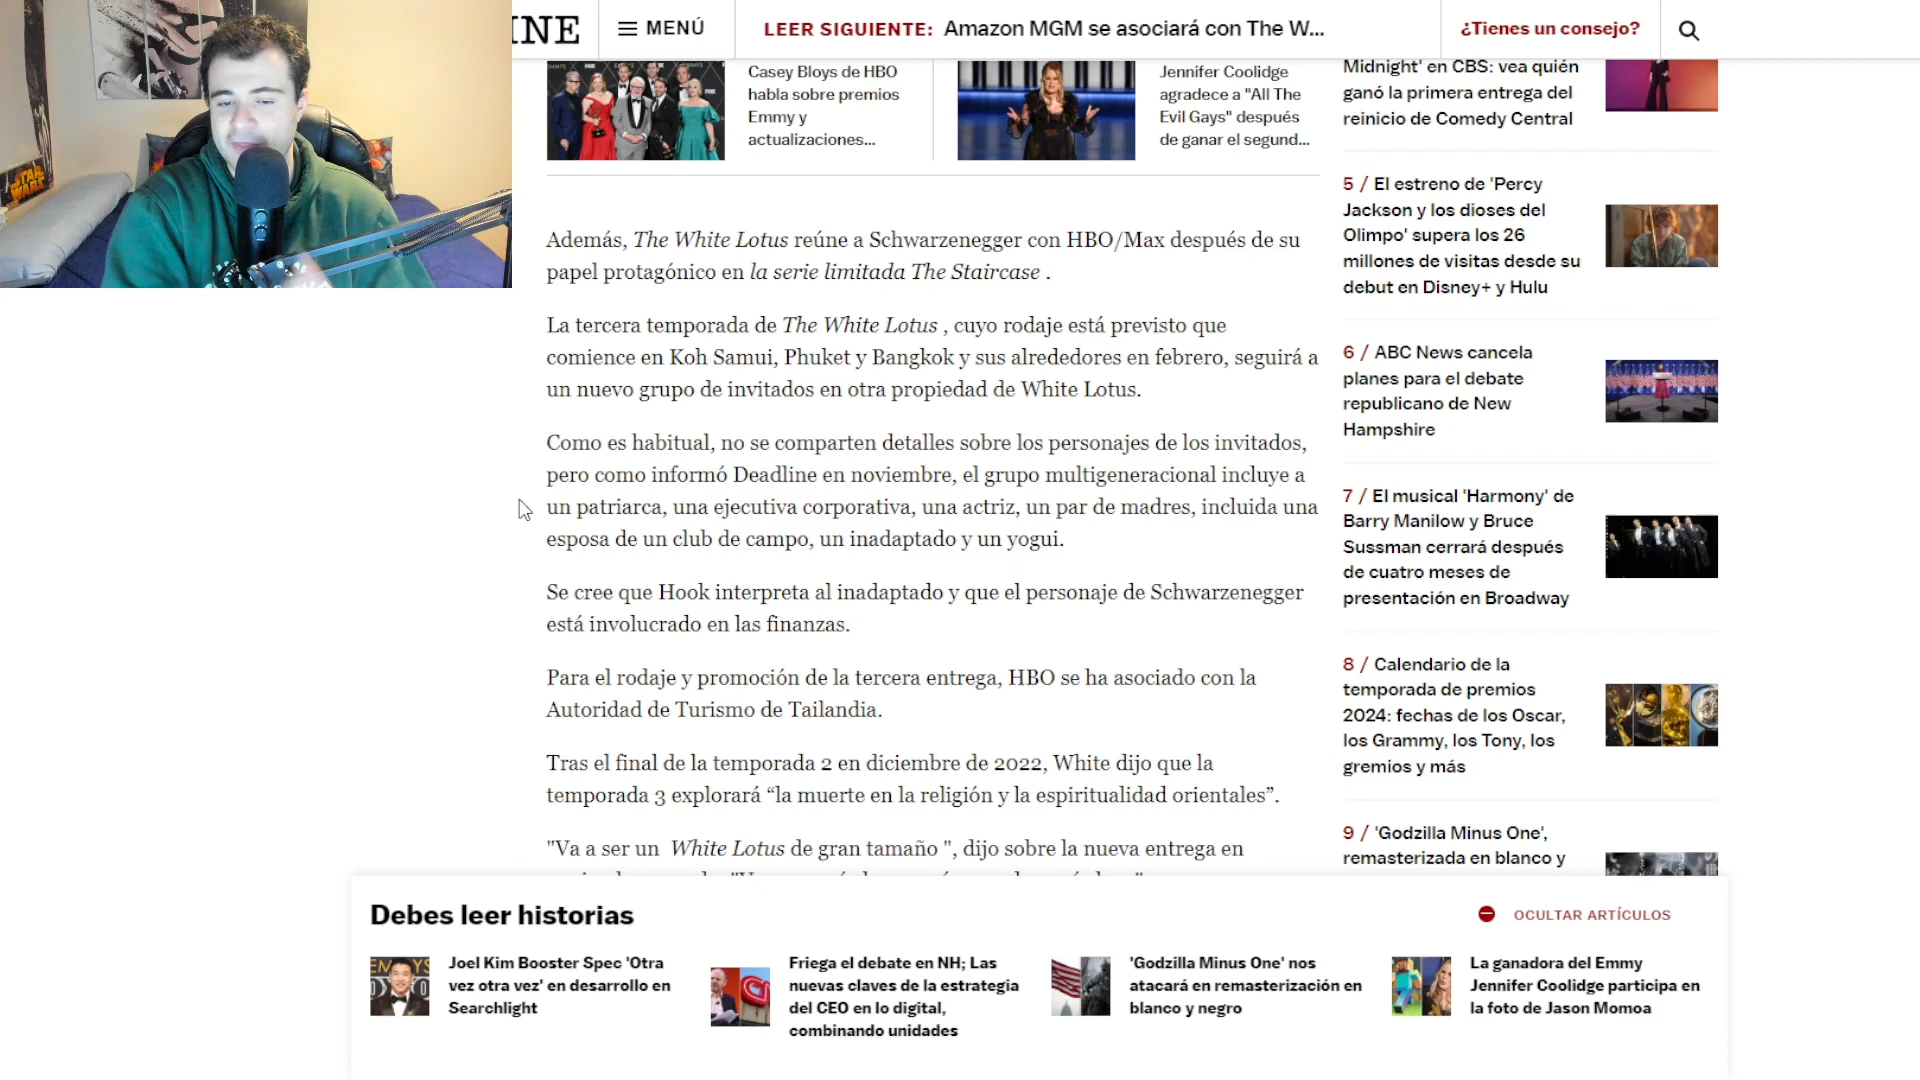 STAR
WARS
INE
MENÚ
LEER SIGUIENTE: Amazon MGM se asociará con The W...
¿Tienes un consejo?
Casey Bloys de HBO
habla sobre premios
Emmy y
actualizaciones...
Jennifer Coolidge
agradece a "All The
Evil Gays" después
de ganar el segund...
Además, The White Lotus reúne a Schwarzenegger con HBO/Max después de su
papel protagónico en la serie limitada The Staircase .
La tercera temporada de The White Lotus , cuyo rodaje está previsto que
comience en Koh Samui, Phuket y Bangkok y sus alrededores en febrero, seguirá a
un nuevo grupo de invitados en otra propiedad de White Lotus.
Como es habitual, no se comparten detalles sobre los personajes de los invitados,
pero como informó Deadline en noviembre, el grupo multigeneracional incluye a
un patriarca, una ejecutiva corporativa, una actriz, un par de madres, incluida una
esposa de un club de campo, un inadaptado y un yogui.
Se cree que Hook interpreta al inadaptado y que el personaje de Schwarzenegger
está involucrado en las finanzas.
Para el rodaje y promoción de la tercera entrega, HBO se ha asociado con la
Autoridad de Turismo de Tailandia.
Tras el final de la temporada 2 en diciembre de 2022, White dijo que la
temporada 3 explorará “la muerte en la religión y la espiritualidad orientales”.
"Va a ser un White Lotus de gran tamaño ", dijo sobre la nueva entrega en
Midnight' en CBS: vea quién
ganó la primera entrega del
reinicio de Comedy Central
5 / El estreno de 'Percy
Jackson y los dioses del
Olimpo' supera los 26
millones de visitas desde su
debut en Disney+ y Hulu
6 / ABC News cancela
planes para el debate
republicano de New
Hampshire
7 / El musical 'Harmony' de
Barry Manilow y Bruce
Sussman cerrará después
de cuatro meses de
presentación en Broadway
8 / Calendario de la
temporada de premios
2024: fechas de los Oscar,
los Grammy, los Tony, los
gremios y más
9 / 'Godzilla Minus One',
remasterizada en blanco y
Debes leer historias
OCULTAR ARTÍCULOS
Joel Kim Booster Spec 'Otra
vez otra vez' en desarrollo en
Searchlight
Friega el debate en NH; Las
nuevas claves de la estrategia
del CEO en lo digital,
combinando unidades
'Godzilla Minus One' nos
atacará en remasterización en
blanco y negro
La ganadora del Emmy
Jennifer Coolidge participa en
la foto de Jason Momoa